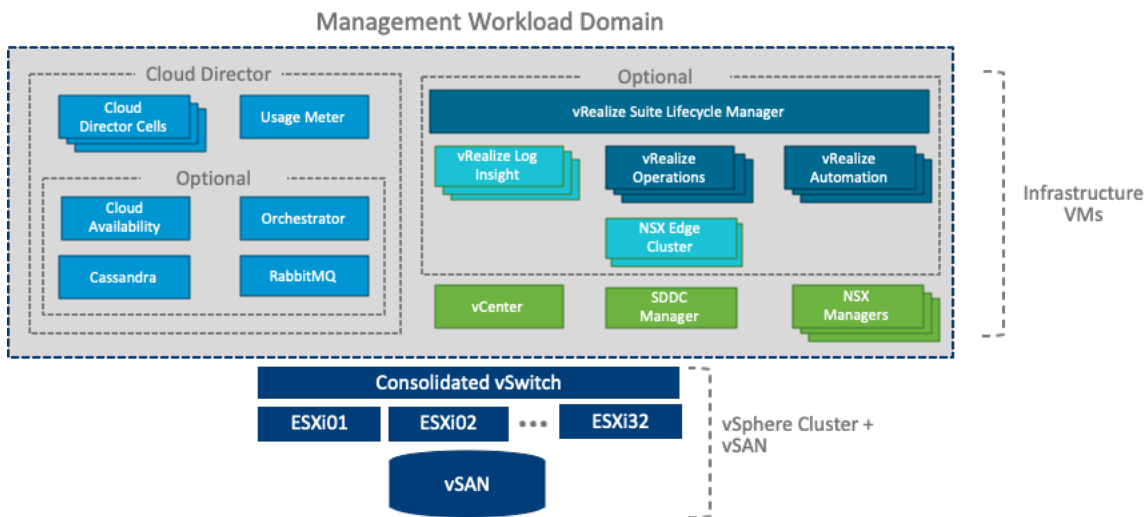 Management Workload Domain
Cloud Director
Cloud
Director Cells
Usage Meter
Optional
Cloud
Availability
Orchestrator
Cassandra
RabbitMQ
Optional
vRealize Suite Lifecycle Manager
vRealize Log
Insight
vRealize
Operations
vRealize
Automation
NSX Edge
Cluster
vCenter
SDDC
Manager
NSX
Managers
Infrastructure
VMs
Consolidated vSwitch
ESXi01
ESXi02
•••
ESXi32
vSAN
vSphere Cluster +
vSAN